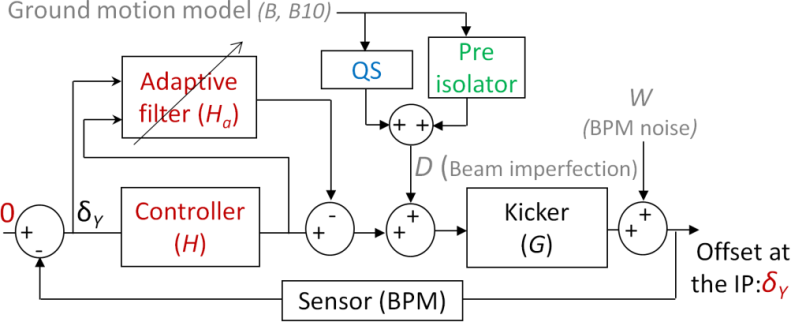 Ground motion model (B, B10)
QS
Pre
isolator
Adaptive
filter (Hₐ)
+ +
W
(BPM noise)
D (Beam imperfection)
0
+
-
δY
Controller
(H)
-
+
+
+
Kicker
(G)
+
+
Offset at
the IP:δY
Sensor (BPM)